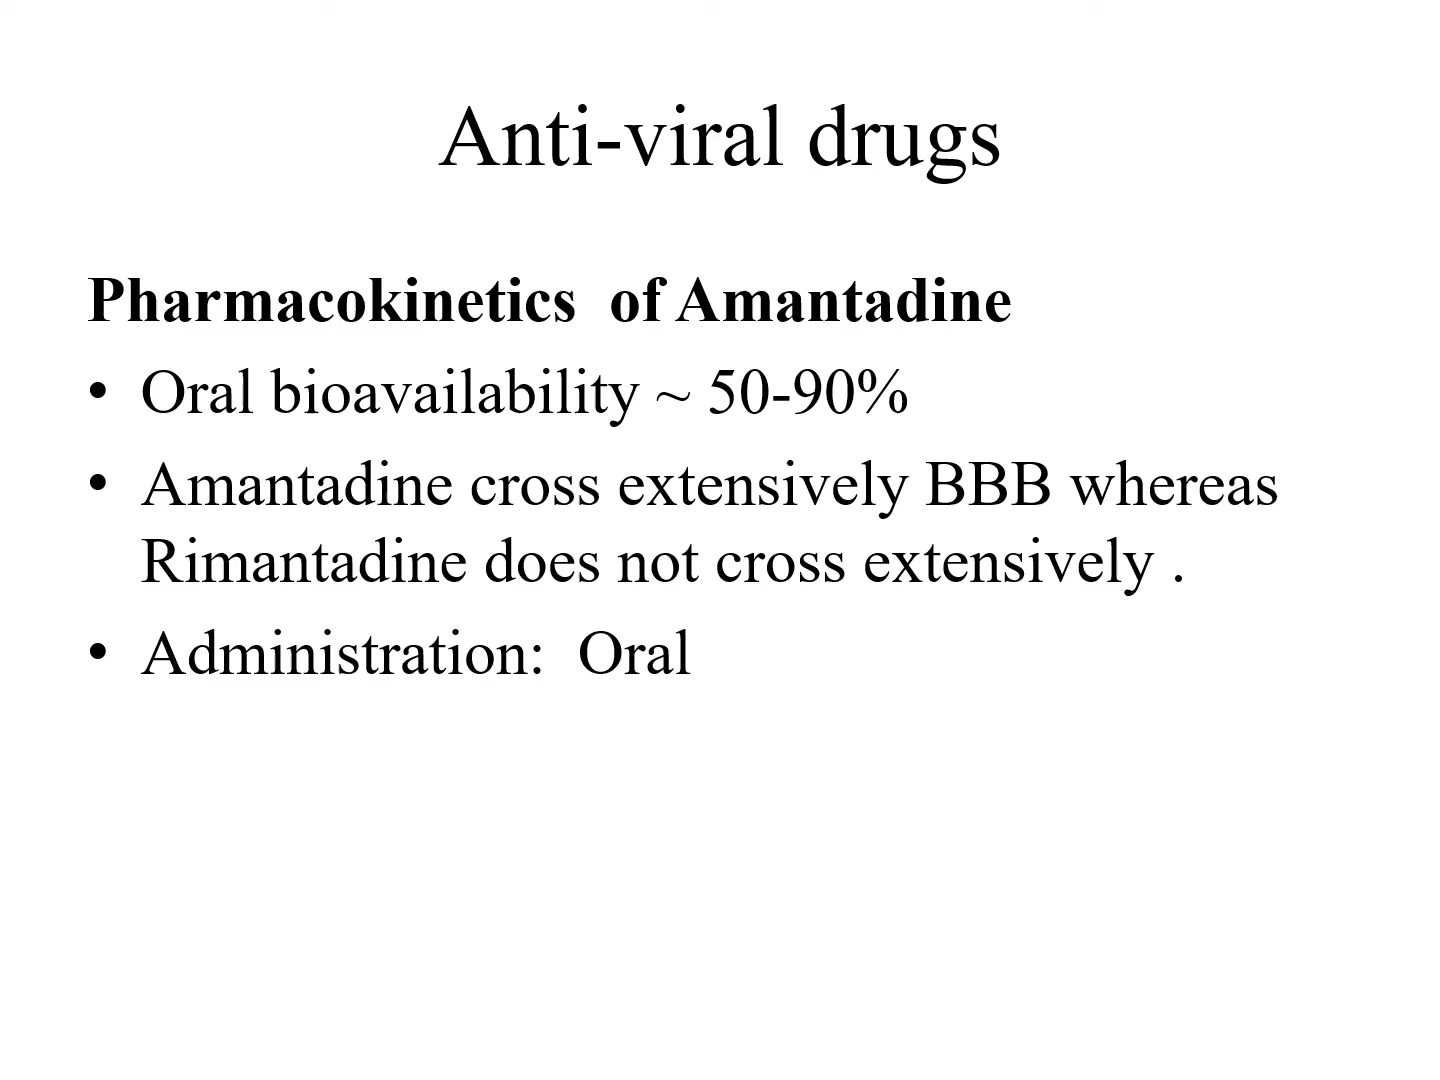 Anti-viral drugs
Pharmacokinetics  of Amantadine
• Oral bioavailability ~ 50-90%
• Amantadine cross extensively BBB whereas
Rimantadine does not cross extensively .
• Administration:  Oral